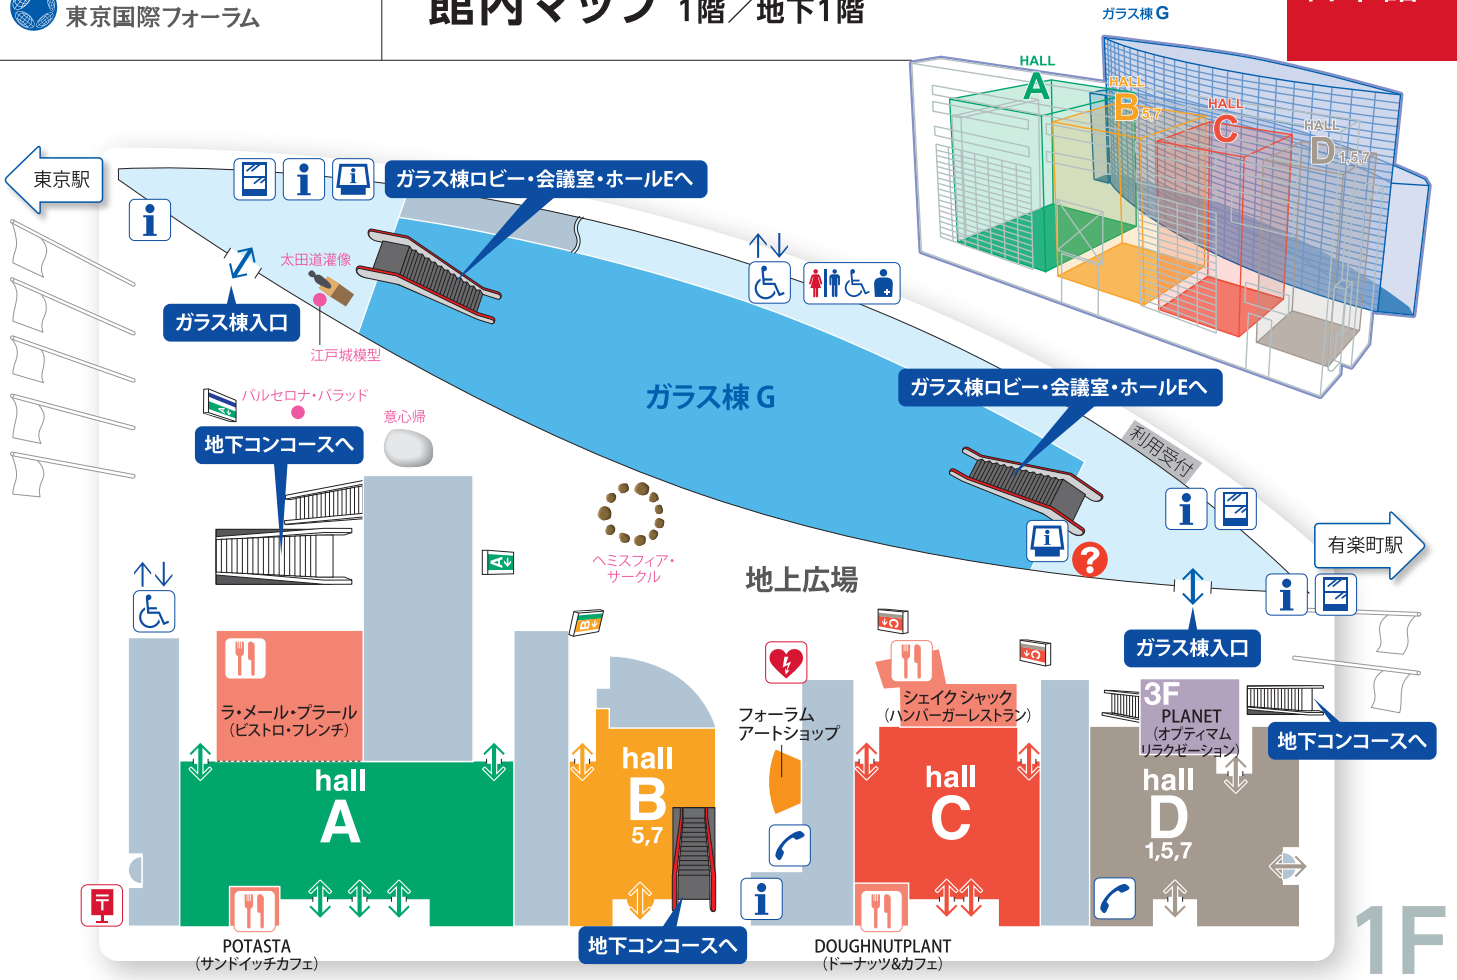 東京国際フォーラム
館内マップ 1階／地下1階
ガラス棟 G
HALL
A
HALL
B 5,7
HALL
C
HALL
D 1,5,7
東京駅
ガラス棟ロビー・会議室・ホールEへ
太田道灌像
ガラス棟入口
江戸城模型
バルセロナ・バラッド
意心帰
地下コンコースへ
ガラス棟 G
ガラス棟ロビー・会議室・ホールEへ
利用受付
有楽町駅
A
A
ヘミスフィア・
サークル
地上広場
B
C
C
ガラス棟入口
ラ・メール・プラール
(ビストロ・フレンチ)
フォーラム
アートショップ
シェイク シャック
(ハンバーガーレストラン)
3F
PLANET
(オプティマム
リラクゼーション)
地下コンコースへ
hall
A
hall
B
5,7
hall
C
hall
D
1,5,7
POTASTA
(サンドイッチカフェ)
地下コンコースへ
DOUGHNUTPLANT
(ドーナッツ&カフェ)
1F